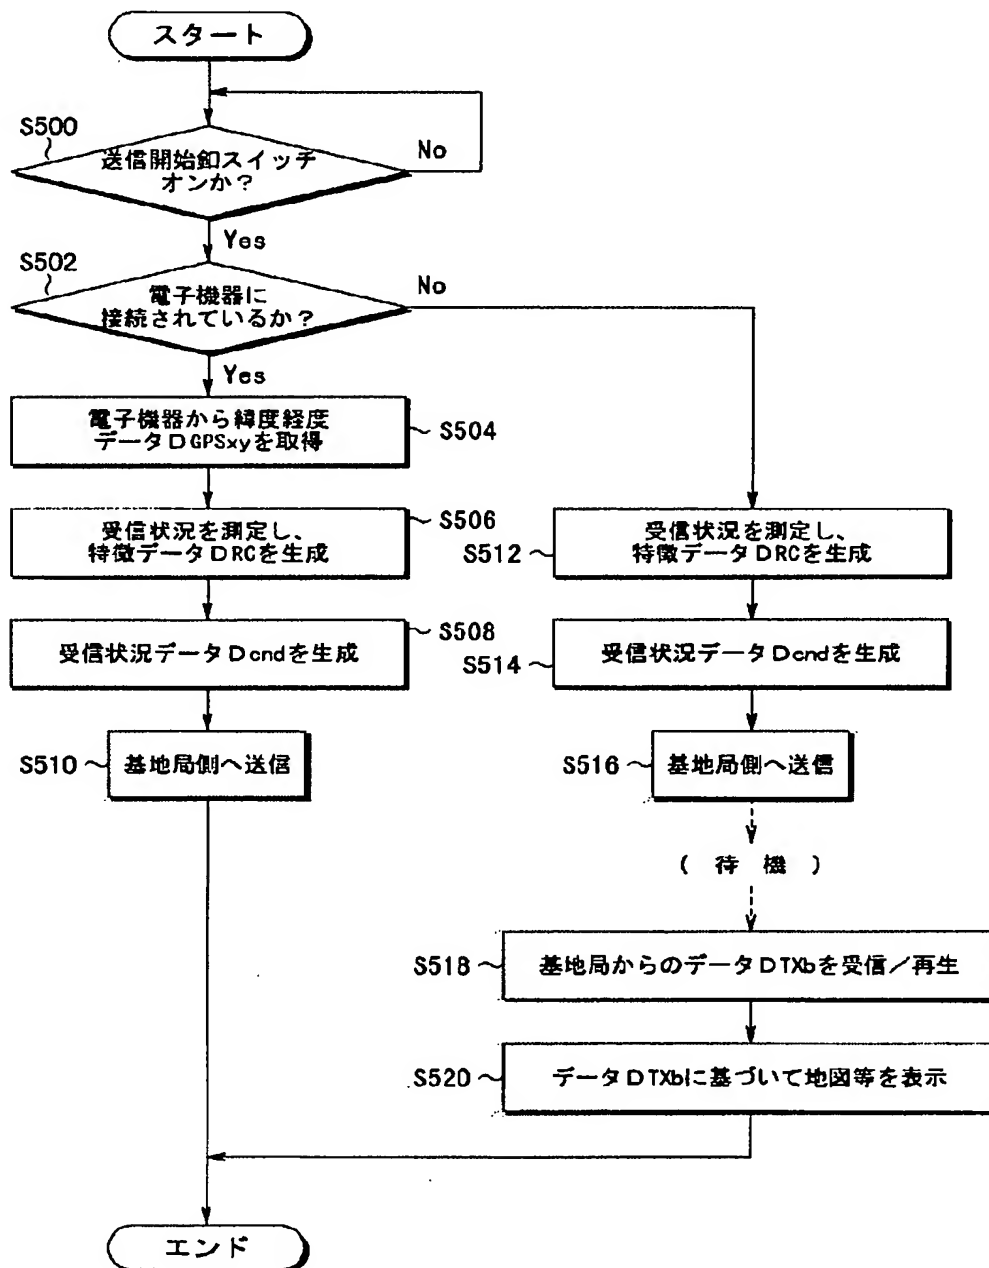 スタート
S500
送信開始釦スイッチ
オンか？
No
Yes
S502
電子機器に
接続されているか？
No
Yes
電子機器から緯度経度
データDGPSxyを取得
S504
受信状況を測定し、
特徴データDRCを生成
S506
受信状況データDcndを生成
S508
S510
基地局側へ送信
S512
受信状況を測定し、
特徴データDRCを生成
S514
受信状況データDcndを生成
S516
基地局側へ送信
( 待 機 )
S518
基地局からのデータDTXbを受信／再生
S520
データDTXbに基づいて地図等を表示
エンド